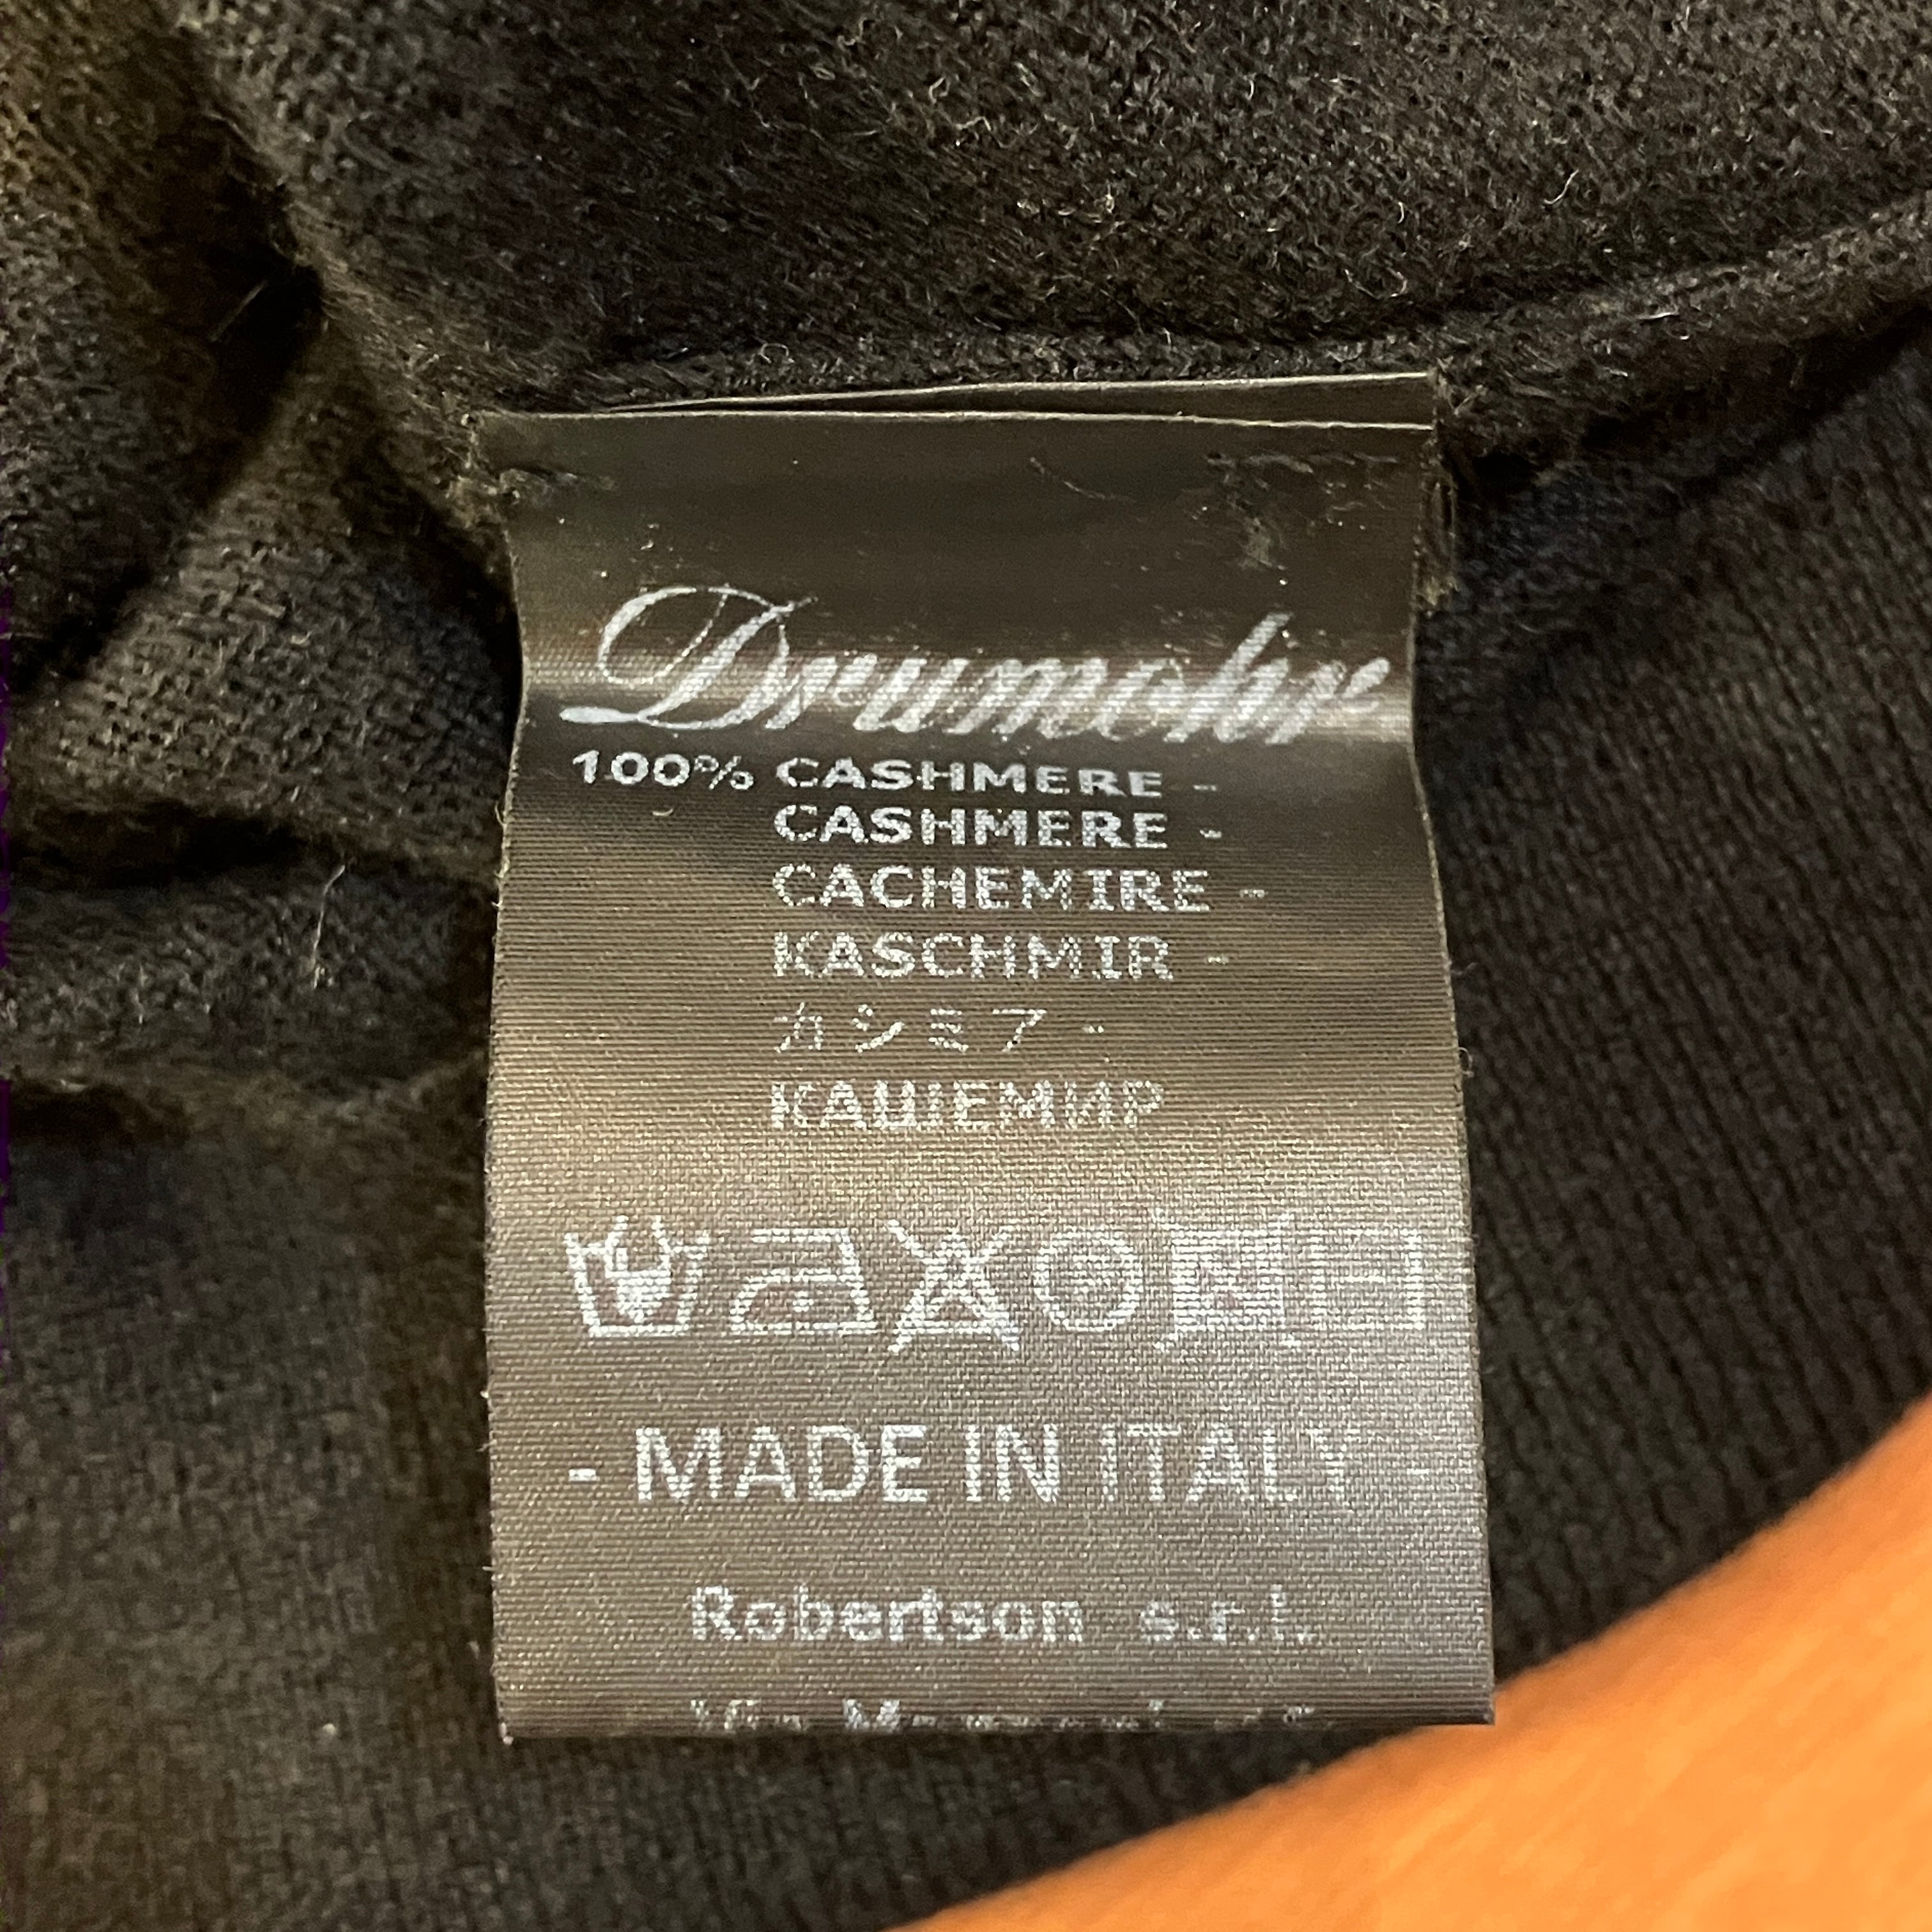 Drumohr
100% CASHMERE -
CASHMERE -
CACHEMIRE -
KASCHMIR -
カシミア -
КАШЕМИР
- MADE IN ITALY -
Robertson s.r.l.